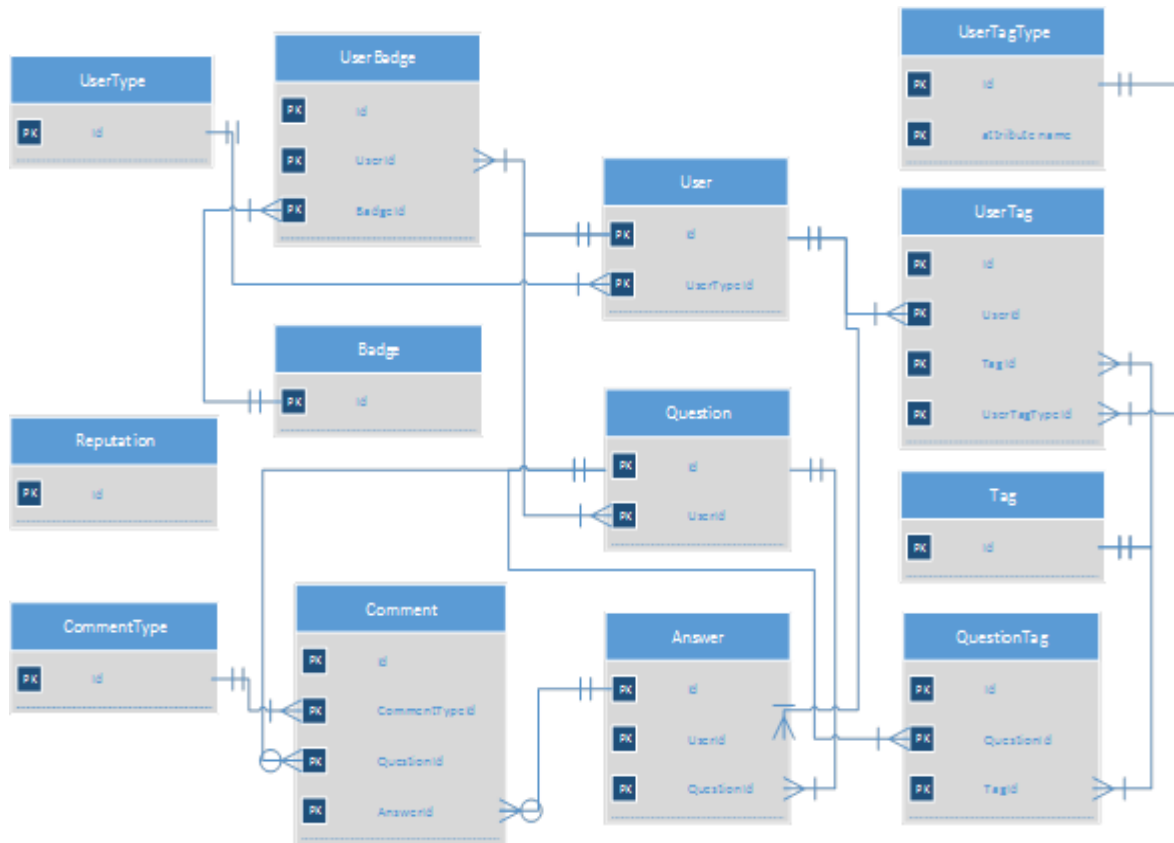 UserType
PK Id
UserBadge
PK Id
PK UserId
PK BadgeId
Badge
PK Id
Reputation
PK Id
CommentType
PK Id
Comment
PK Id
PK CommentTypeId
PK QuestionId
PK AnswerId
User
PK Id
PK UserTypeId
Question
PK Id
PK UserId
Answer
PK Id
PK UserId
PK QuestionId
UserTagType
PK Id
PK attribute name
UserTag
PK Id
PK UserId
PK TagId
PK UserTagTypeId
Tag
PK Id
QuestionTag
PK Id
PK QuestionId
PK TagId